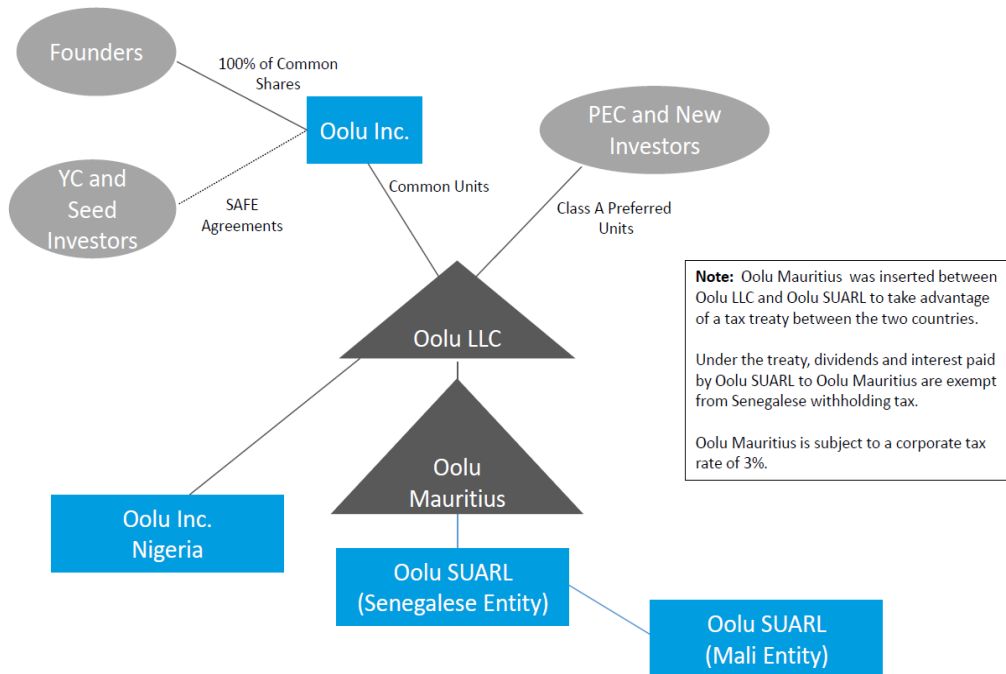 Founders
100% of Common
Shares
Oolu Inc.
PEC and New
Investors
YC and
Seed
Investors
SAFE
Agreements
Common Units
Class A Preferred
Units
Note: Oolu Mauritius was inserted between
Oolu LLC and Oolu SUARL to take advantage
of a tax treaty between the two countries.
Under the treaty, dividends and interest paid
by Oolu SUARL to Oolu Mauritius are exempt
from Senegalese withholding tax.
Oolu Mauritius is subject to a corporate tax
rate of 3%.
Oolu LLC
Oolu
Mauritius
Oolu Inc.
Nigeria
Oolu SUARL
(Senegalese Entity)
Oolu SUARL
(Mali Entity)